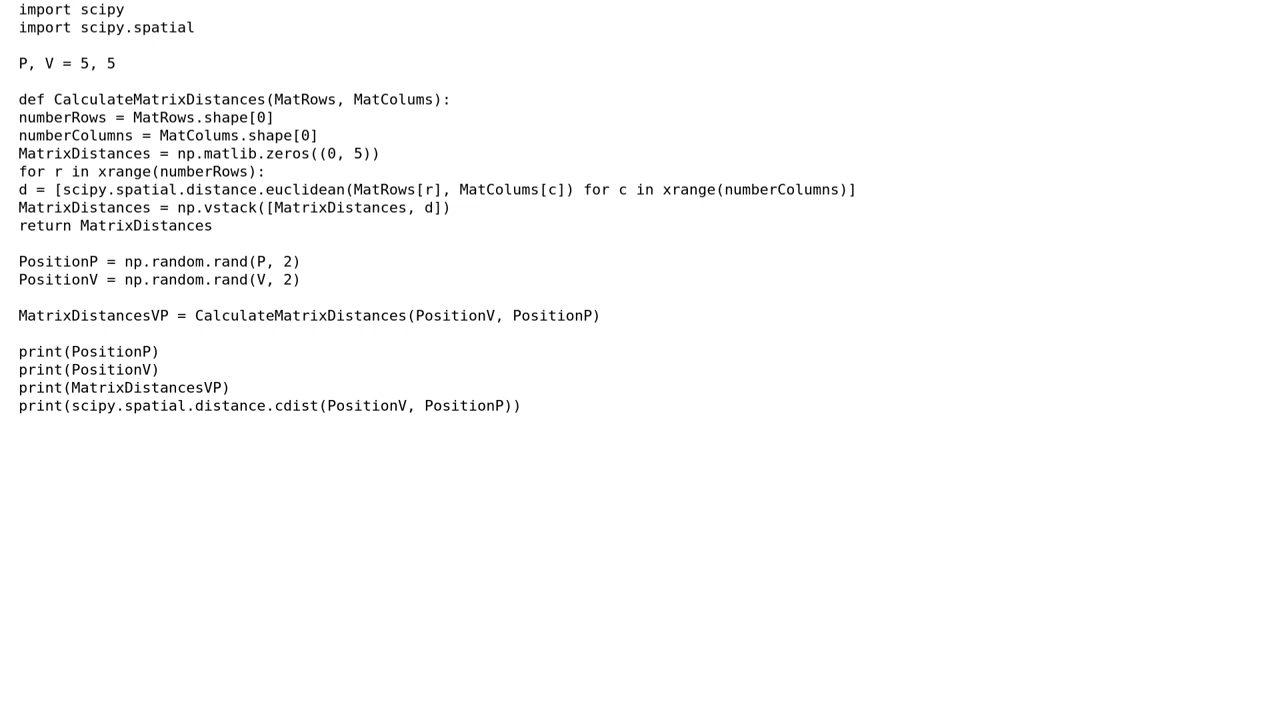 import scipy
import scipy.spatial

P, V = 5, 5

def CalculateMatrixDistances(MatRows, MatColums):
numberRows = MatRows.shape[0]
numberColumns = MatColums.shape[0]
MatrixDistances = np.matlib.zeros((0, 5))
for r in xrange(numberRows):
d = [scipy.spatial.distance.euclidean(MatRows[r], MatColums[c]) for c in xrange(numberColumns)]
MatrixDistances = np.vstack([MatrixDistances, d])
return MatrixDistances

PositionP = np.random.rand(P, 2)
PositionV = np.random.rand(V, 2)

MatrixDistancesVP = CalculateMatrixDistances(PositionV, PositionP)

print(PositionP)
print(PositionV)
print(MatrixDistancesVP)
print(scipy.spatial.distance.cdist(PositionV, PositionP))